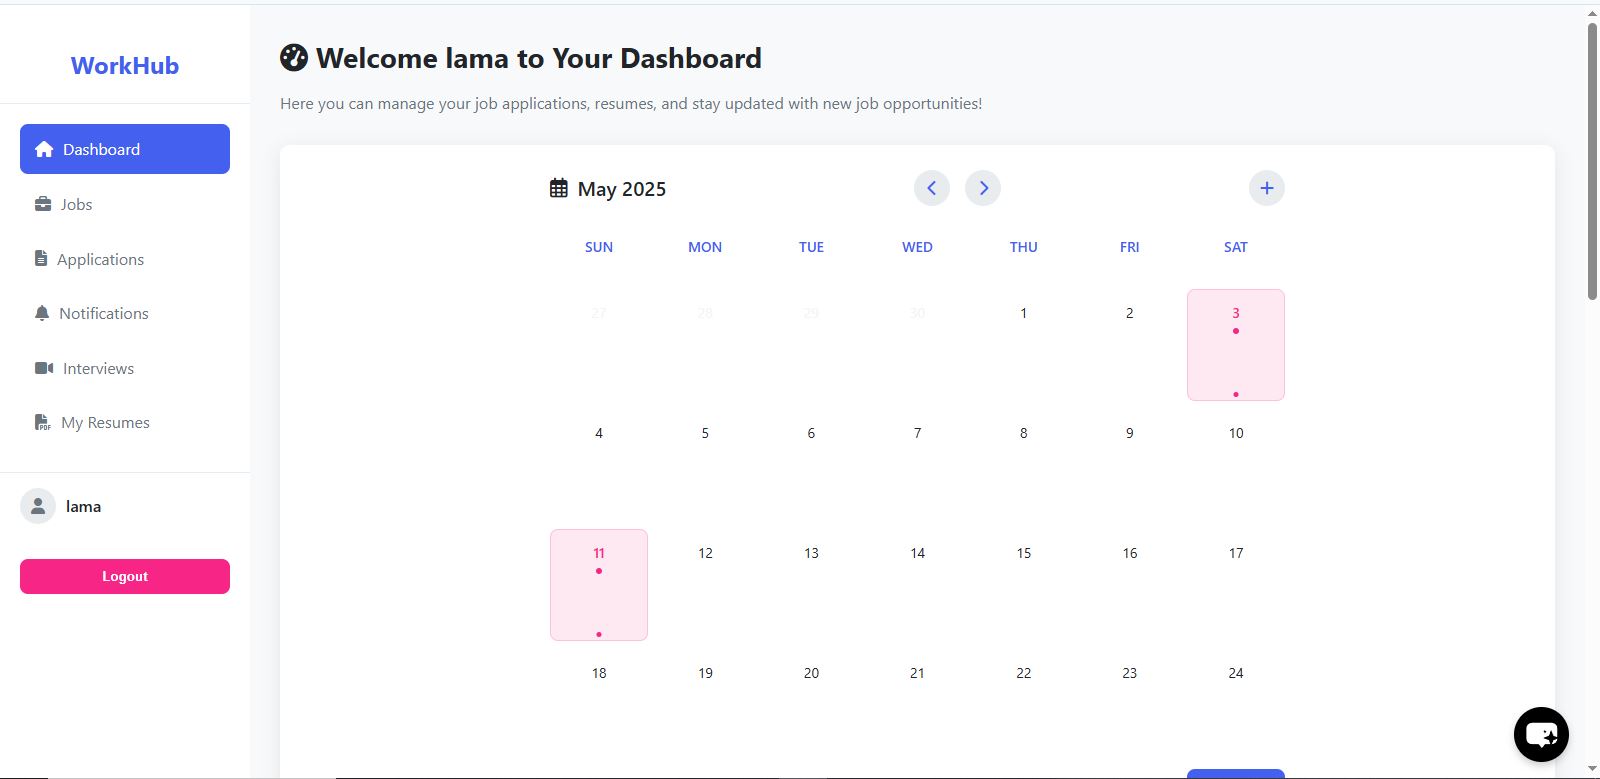 WorkHub
Dashboard
Jobs
Applications
Notifications
Interviews
PDF
My Resumes
lama
Logout
Welcome lama to Your Dashboard
Here you can manage your job applications, resumes, and stay updated with new job opportunities!
May 2025
SUN MON TUE WED THU FRI SAT
27 28 29 30 1 2 3
4 5 6 7 8 9 10
11 12 13 14 15 16 17
18 19 20 21 22 23 24